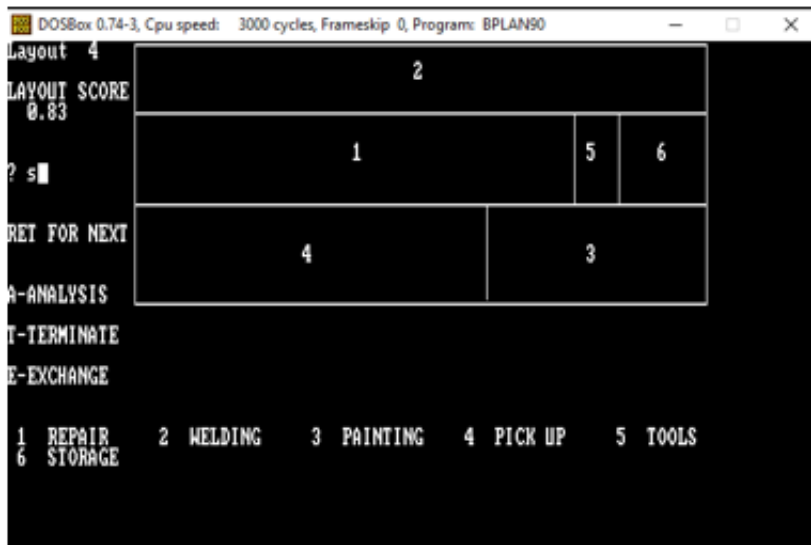 DOSBox 0.74-3, Cpu speed: 3000 cycles, Frameskip 0, Program: BPLAN90
Layout 4
LAYOUT SCORE
0.83
? s
RET FOR NEXT
A-ANALYSIS
T-TERMINATE
E-EXCHANGE
2
1 5 6
4 3
1 REPAIR 2 WELDING 3 PAINTING 4 PICK UP 5 TOOLS
6 STORAGE